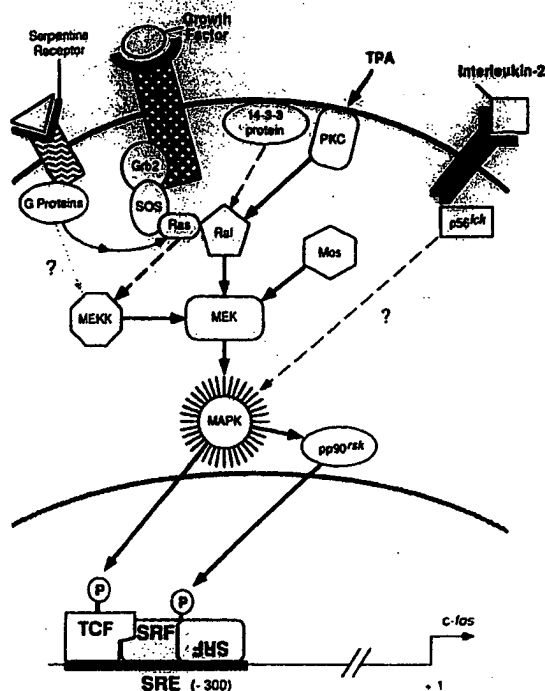 Growth
Factor
Serpentine
Receptor
TPA
Interleukin-2
14-3-3
protein
PKC
Grb2
G Proteins
SOS
p56lck
Ras
Raf
Mos
?
MEKK
MEK
?
MAPK
pp90rsk
P
P
TCF
SRF
SRF
c-fos
SRE (-300)
+ 1